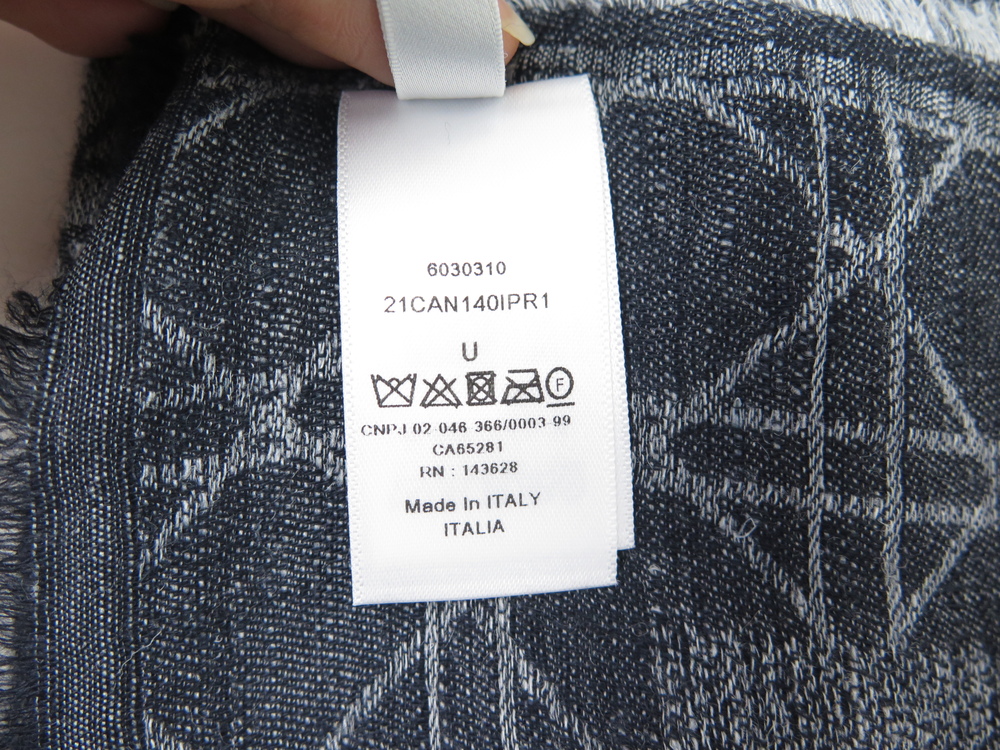 6030310
21CAN140IPR1
U
F
CNPJ 02 046 366/0003 99
CA65281
RN : 143628
Made In ITALY
ITALIA